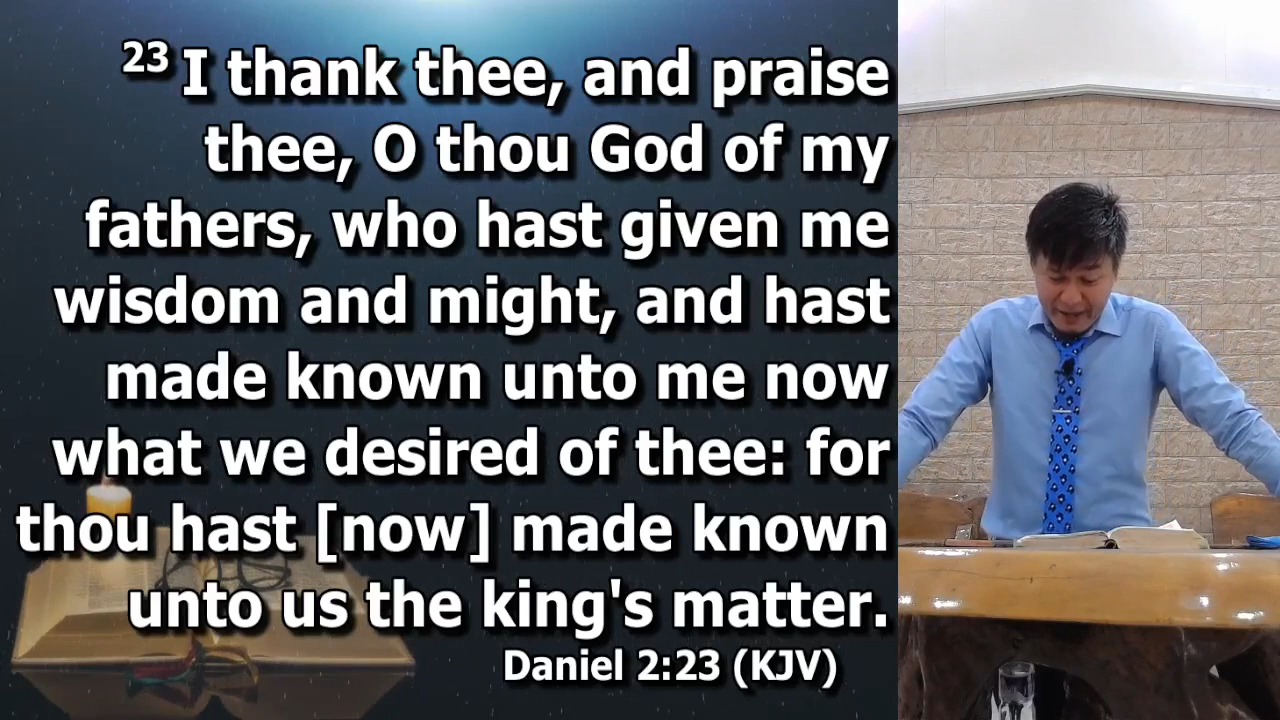 23 I thank thee, and praise
thee, O thou God of my
fathers, who hast given me
wisdom and might, and hast
made known unto me now
what we desired of thee: for
thou hast [now] made known
unto us the king's matter.
Daniel 2:23 (KJV)